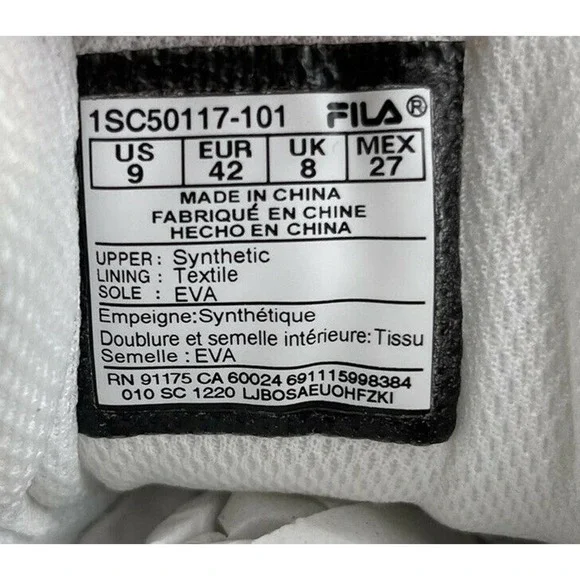 1SC50117-101 FILA®
US EUR UK MEX
9 42 8 27
MADE IN CHINA
FABRIQUÉ EN CHINE
HECHO EN CHINA
UPPER : Synthetic
LINING : Textile
SOLE : EVA
Empeigne:Synthétique
Doublure et semelle intérieure:Tissu
Semelle : EVA
RN 91175 CA 60024 691115998384
010 SC 1220 LJBOSAEUOHFZKI